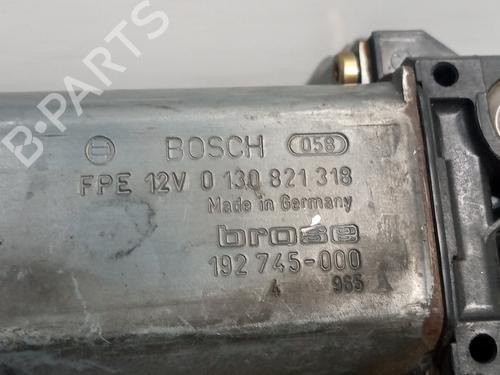 B-PARTS
BOSCH 058
FPE 12V 0 130 821 318
Made in Germany
brose
192 745-000
4 965